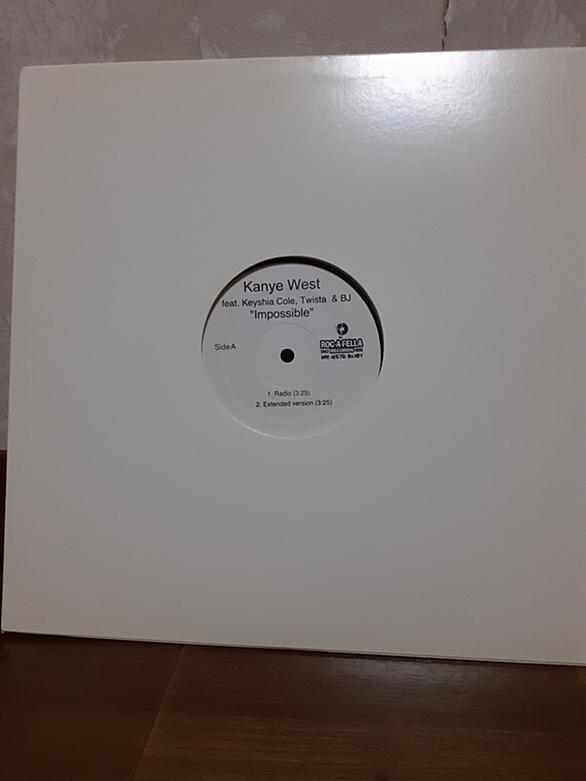 Kanye West
feat. Keyshia Cole, Twista & BJ
"Impossible"
Side A
ROC-A-FELLA
RECORDS
1. Radio (3:25)
2. Extended version (3:25)